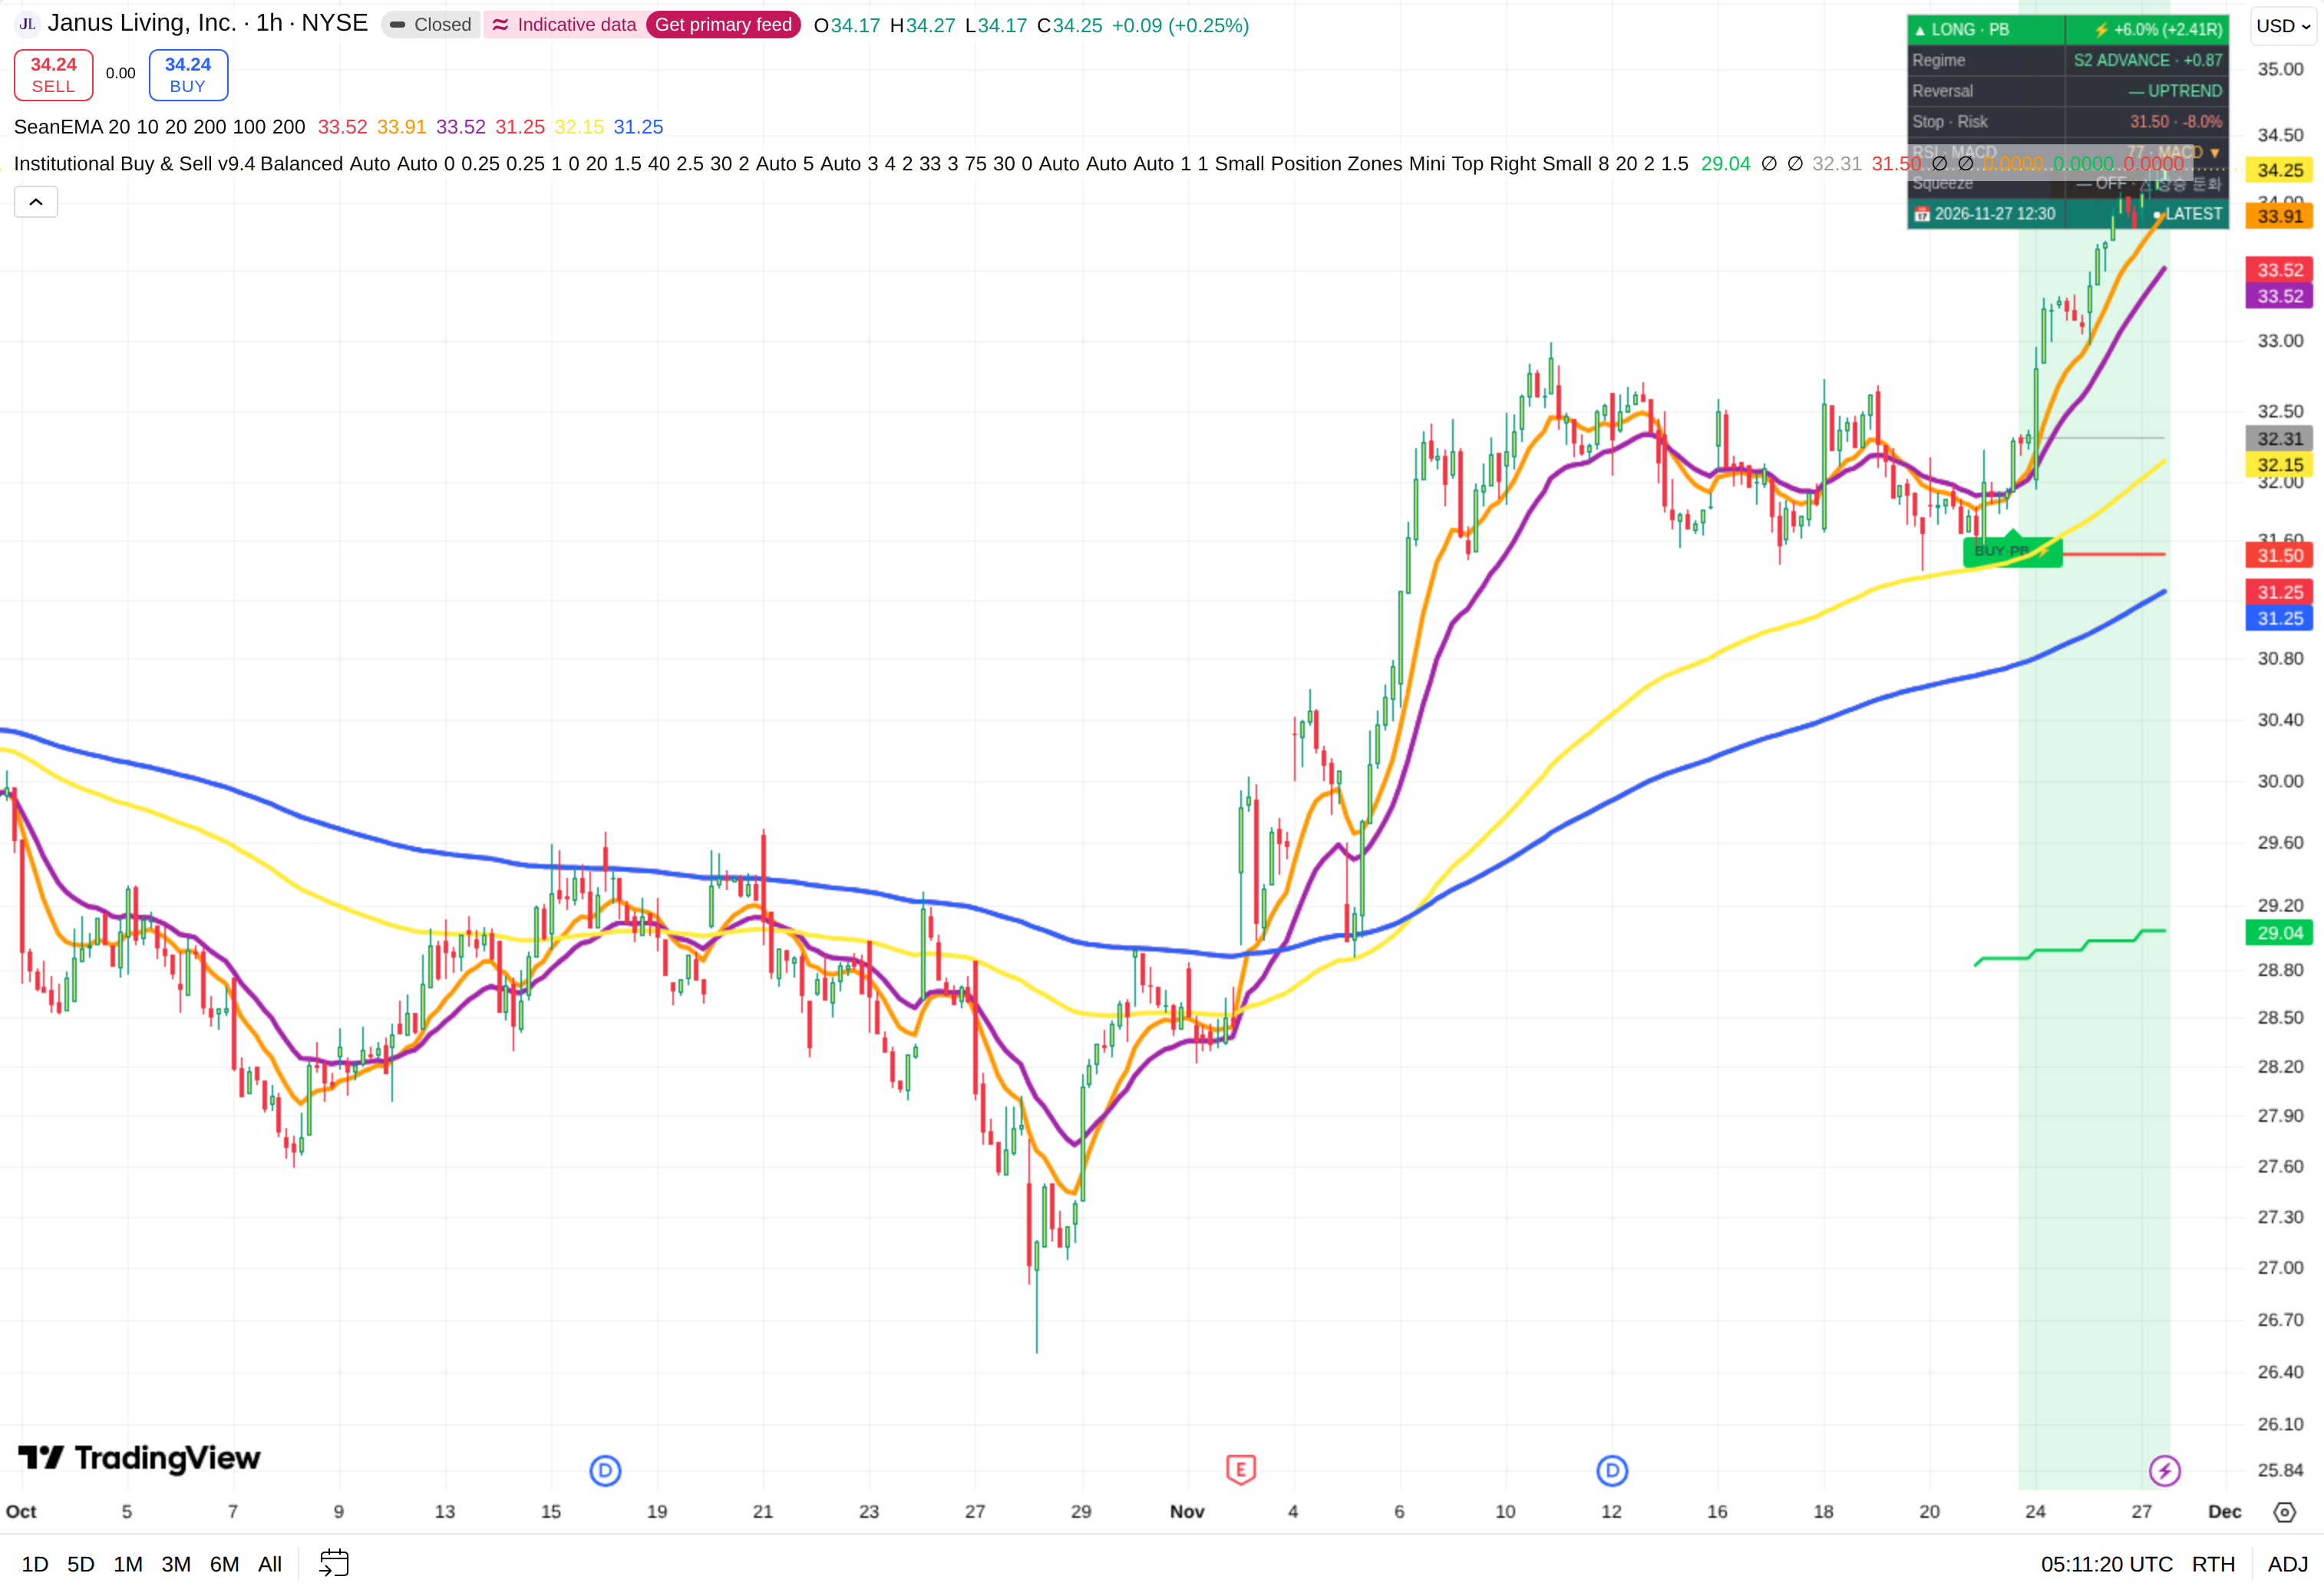 JL Janus Living, Inc. · 1h · NYSE Closed Indicative data Get primary feed O34.17 H34.27 L34.17 C34.25 +0.09 (+0.25%)
34.24 SELL 0.00 34.24 BUY
SeanEMA 20 10 20 200 100 200 33.52 33.91 33.52 31.25 32.15 31.25
Institutional Buy & Sell v9.4 Balanced Auto Auto 0 0.25 0.25 1 0 20 1.5 40 2.5 30 2 Auto 5 Auto 3 4 2 33 3 75 30 0 Auto Auto Auto 1 1 Small Position Zones Mini Top Right Small 8 20 2 1.5 29.04 ∅ ∅ 32.31 31.50 ∅ ∅ 0.0000 0.0000 0.0000
▲ LONG · PB ⚡ +6.0% (+2.41R)
Regime S2 ADVANCE · +0.87
Reversal — UPTREND
Stop · Risk 31.50 · -8.0%
RSI · MACD 77 · MACD ▼
Squeeze — OFF · 상승 둔화
2026-11-27 12:30 ● LATEST
USD
35.00
34.50
34.25
34.00
33.91
33.52
33.52
33.00
32.50
32.31
32.15
32.00
31.60
31.50
31.25
31.25
30.80
30.40
30.00
29.60
29.20
29.04
28.80
28.50
28.20
27.90
27.60
27.30
27.00
26.70
26.40
26.10
25.84
BUY·PB ⚡
TradingView
D E D
Oct 5 7 9 13 15 19 21 23 27 29 Nov 4 6 10 12 16 18 20 24 27 Dec
1D 5D 1M 3M 6M All 05:11:20 UTC RTH ADJ